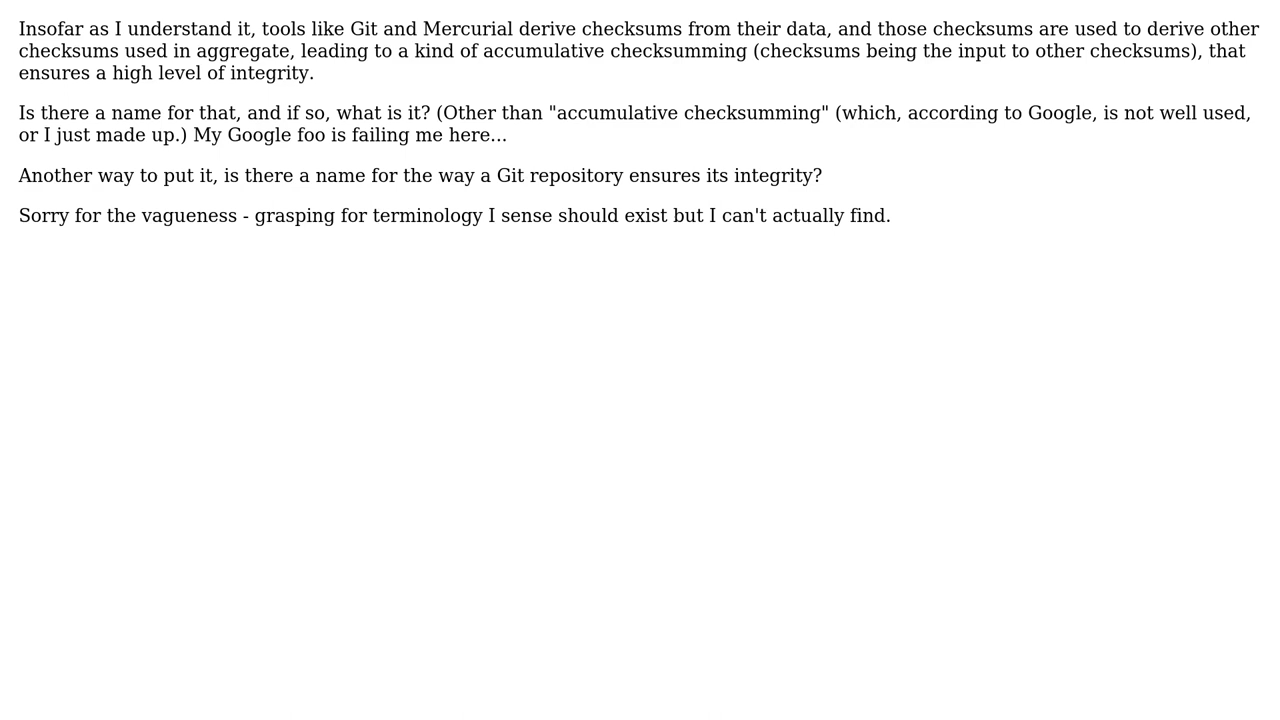 Insofar as I understand it, tools like Git and Mercurial derive checksums from their data, and those checksums are used to derive other
checksums used in aggregate, leading to a kind of accumulative checksumming (checksums being the input to other checksums), that
ensures a high level of integrity.
Is there a name for that, and if so, what is it? (Other than "accumulative checksumming" (which, according to Google, is not well used,
or I just made up.) My Google foo is failing me here...
Another way to put it, is there a name for the way a Git repository ensures its integrity?
Sorry for the vagueness - grasping for terminology I sense should exist but I can't actually find.